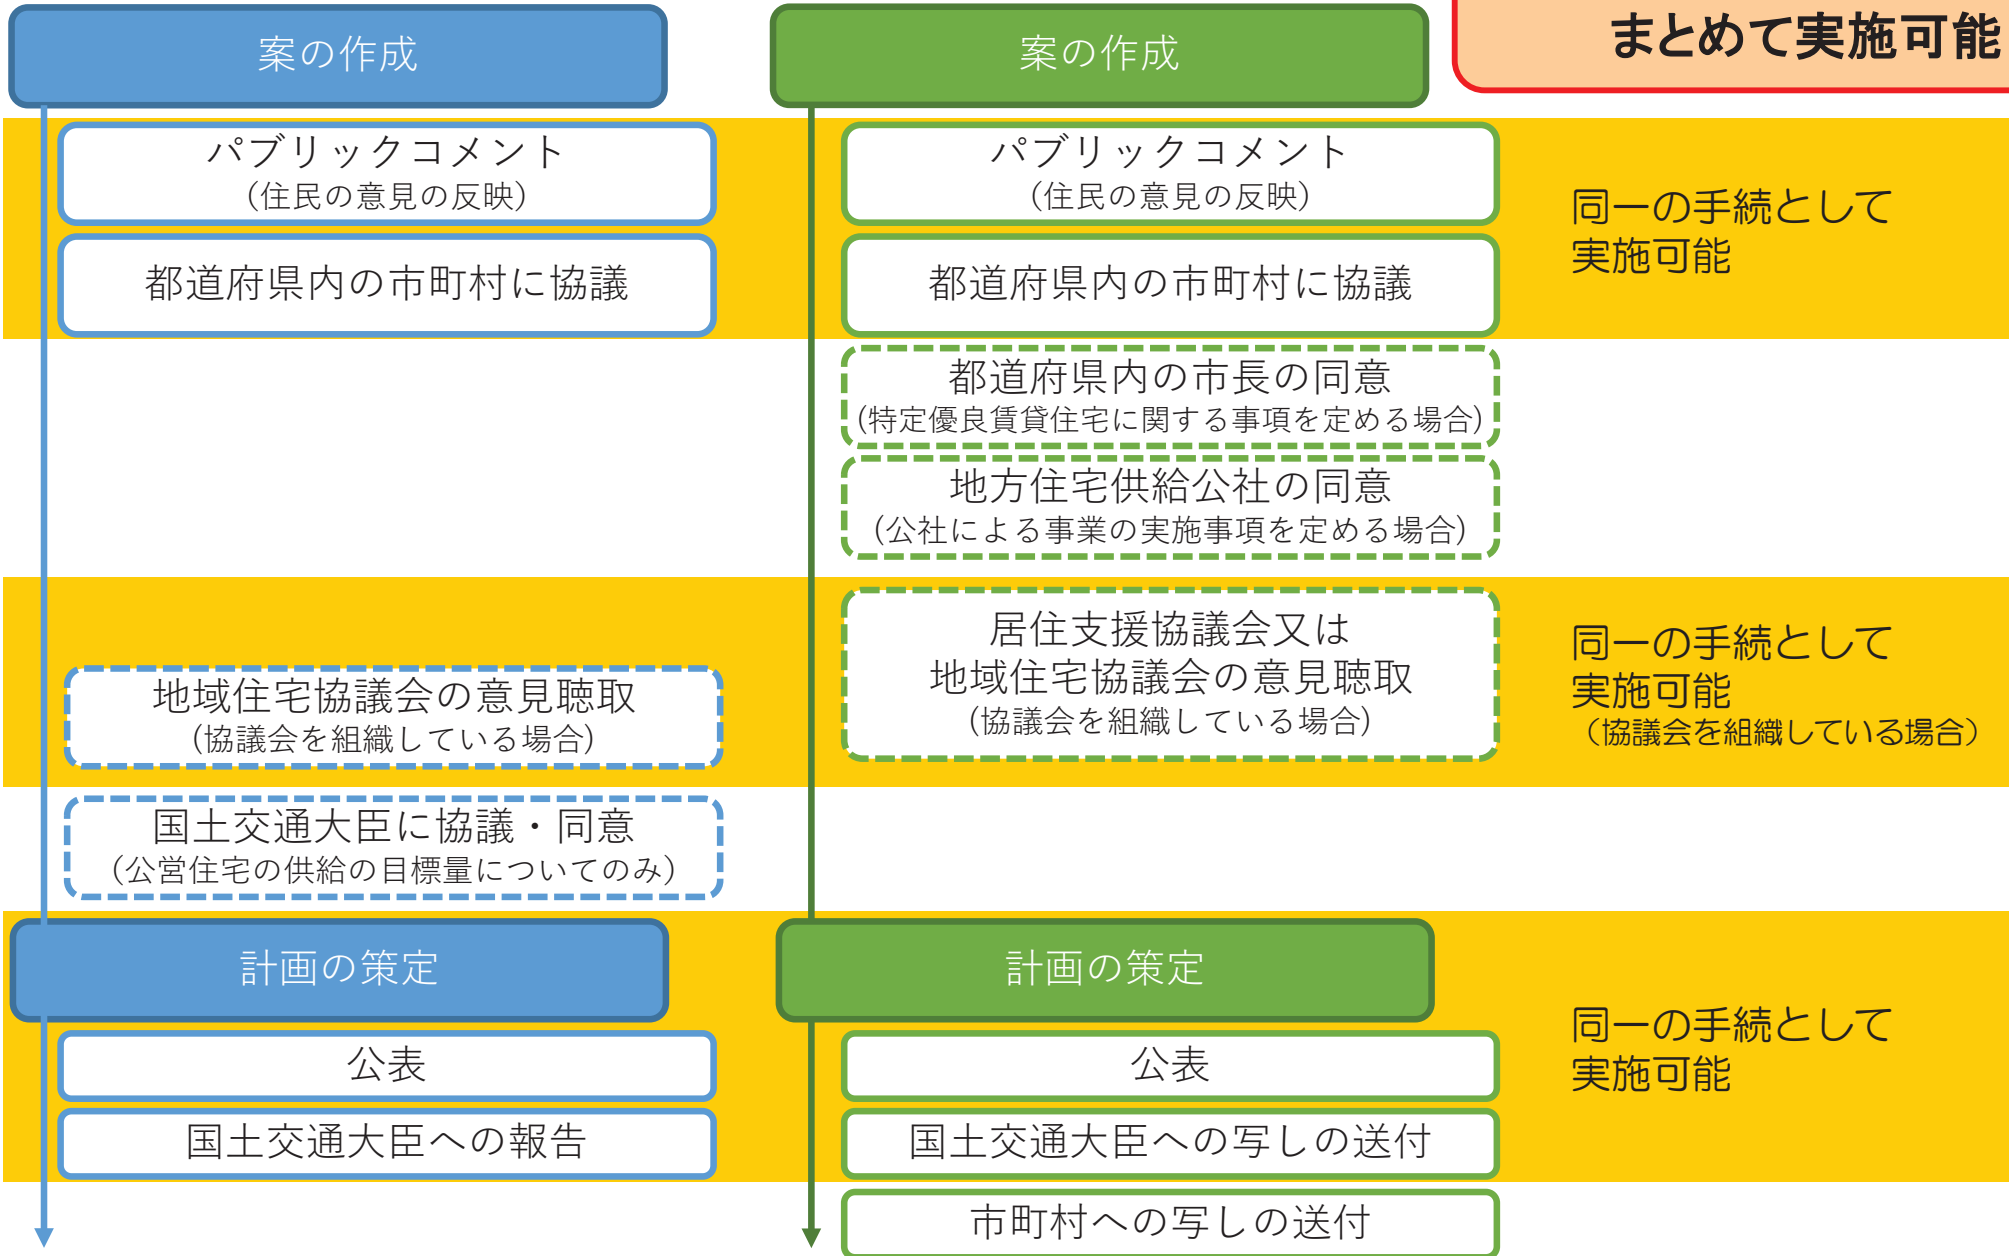 案の作成
案の作成
まとめて実施可能
パブリックコメント
(住民の意見の反映)
都道府県内の市町村に協議
パブリックコメント
(住民の意見の反映)
都道府県内の市町村に協議
同一の手続として
実施可能
都道府県内の市長の同意
(特定優良賃貸住宅に関する事項を定める場合)
地方住宅供給公社の同意
(公社による事業の実施事項を定める場合)
地域住宅協議会の意見聴取
(協議会を組織している場合)
居住支援協議会又は
地域住宅協議会の意見聴取
(協議会を組織している場合)
同一の手続として
実施可能
（協議会を組織している場合）
国土交通大臣に協議・同意
(公営住宅の供給の目標量についてのみ)
計画の策定
計画の策定
公表
国土交通大臣への報告
公表
国土交通大臣への写しの送付
同一の手続として
実施可能
市町村への写しの送付